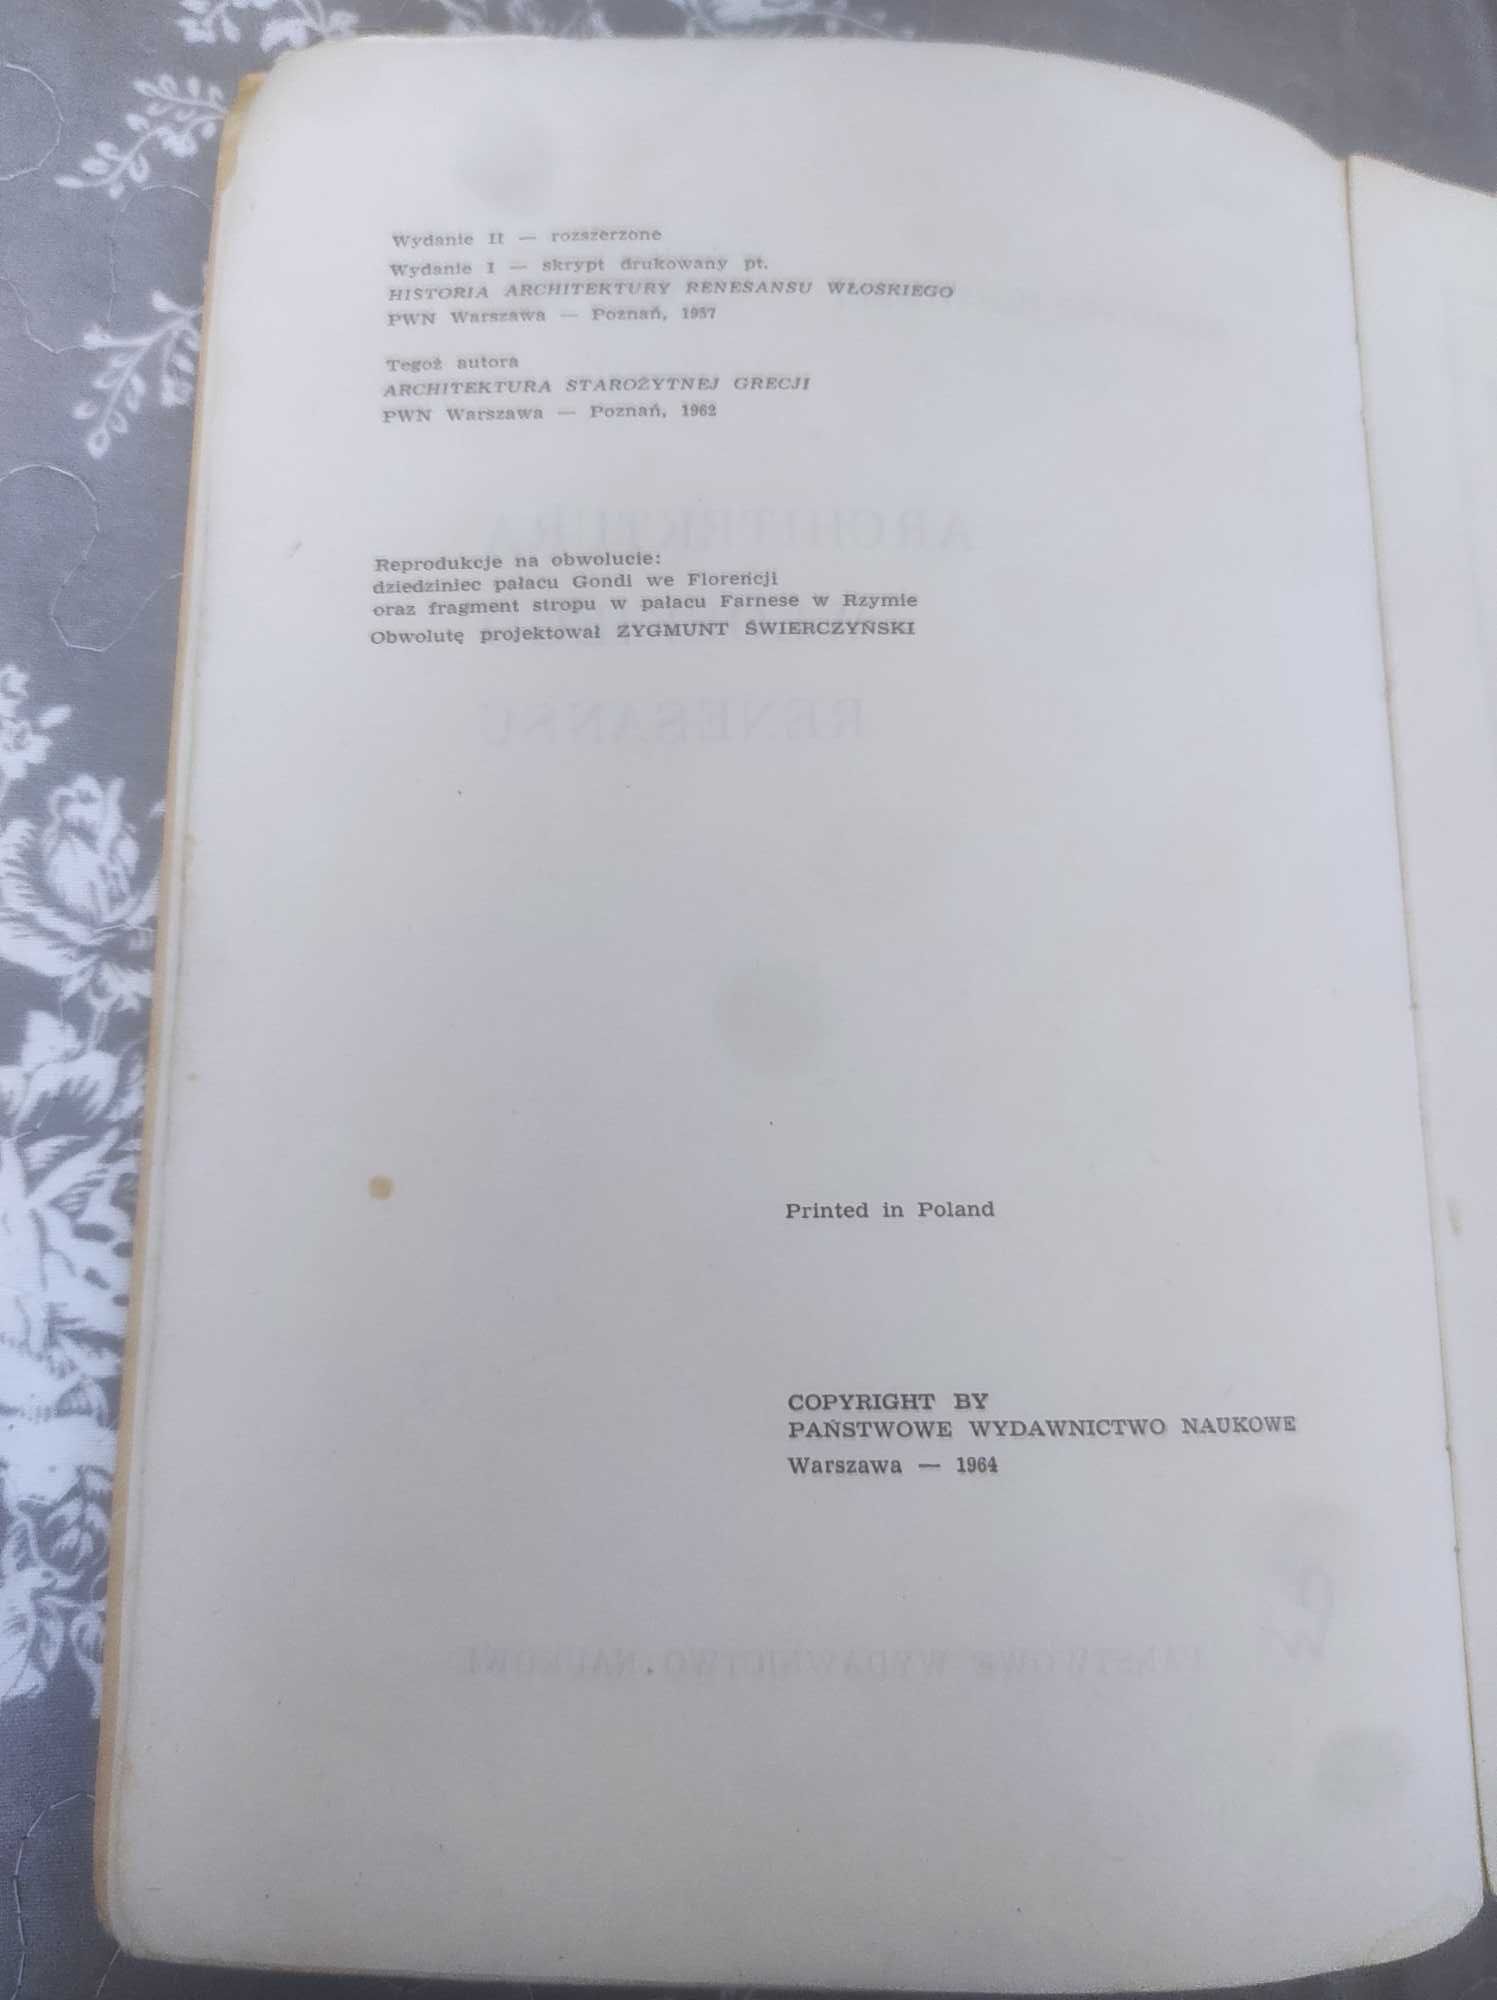 Wydanie II — rozszerzone
Wydanie I — skrypt drukowany pt.
HISTORIA ARCHITEKTURY RENESANSU WŁOSKIEGO
PWN Warszawa — Poznań, 1957
Tegoż autora
ARCHITEKTURA STAROŻYTNEJ GRECJI
PWN Warszawa — Poznań, 1962
Reprodukcje na obwolucie:
dziedziniec pałacu Gondi we Florencji
oraz fragment stropu w pałacu Farnese w Rzymie
Obwolutę projektował ZYGMUNT ŚWIERCZYŃSKI
Printed in Poland
COPYRIGHT BY
PAŃSTWOWE WYDAWNICTWO NAUKOWE
Warszawa — 1964